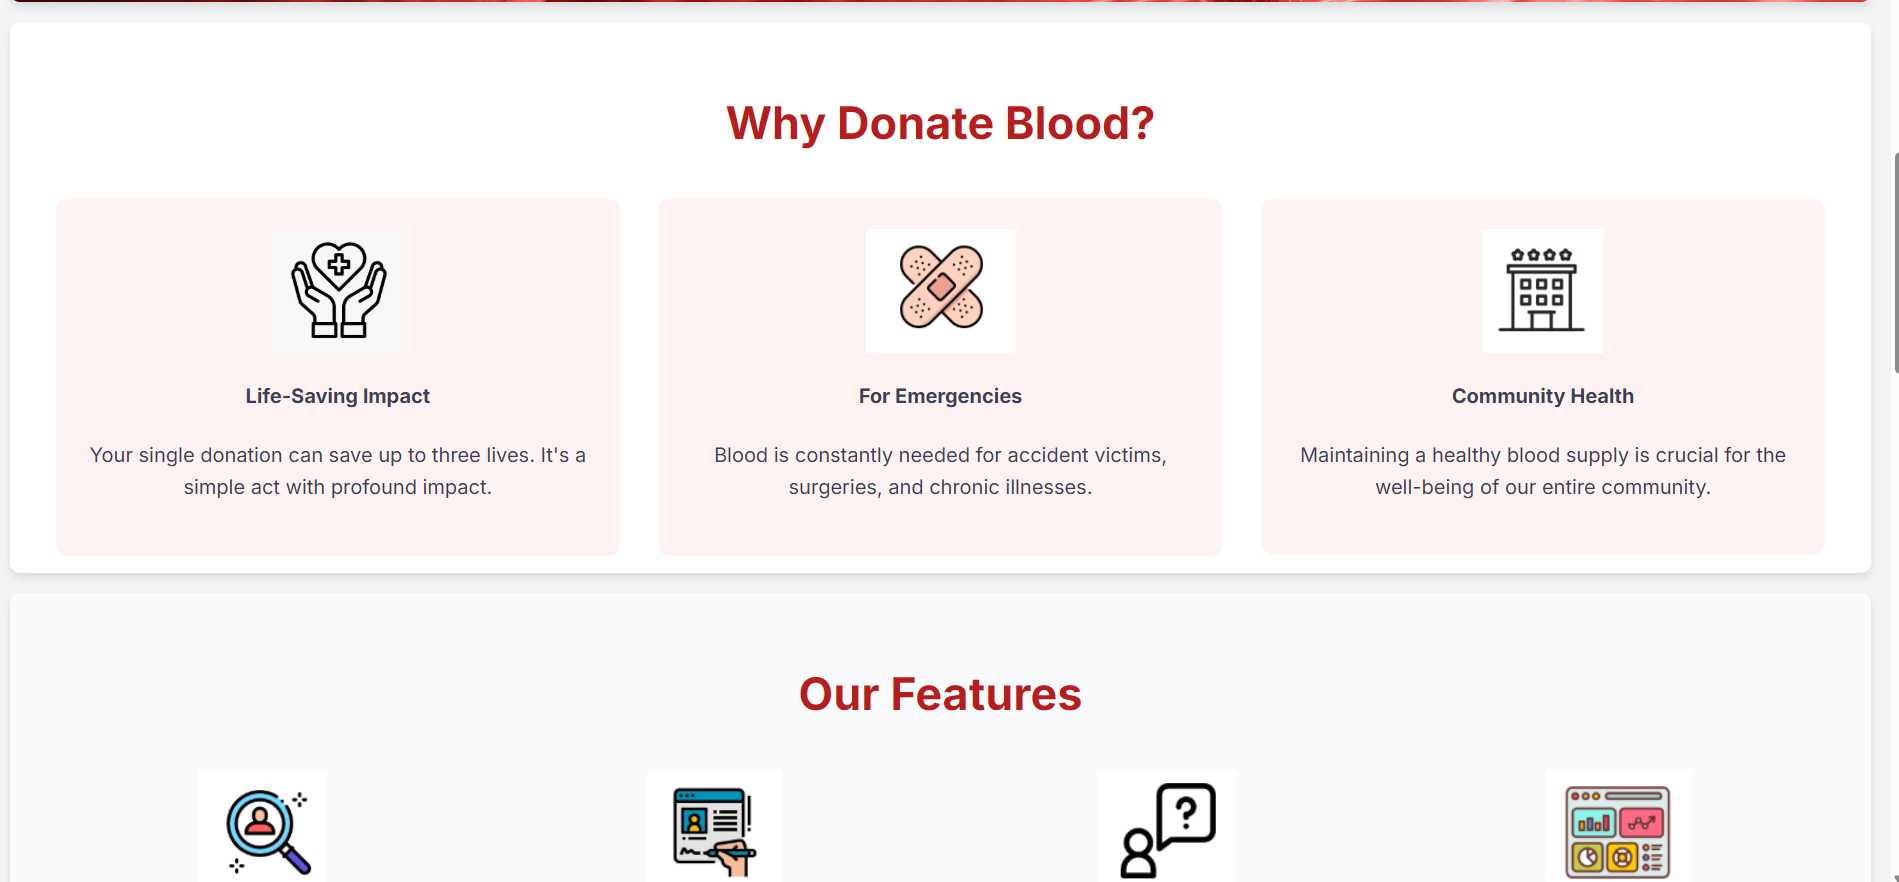 Why Donate Blood?
Life-Saving Impact
Your single donation can save up to three lives. It's a
simple act with profound impact.
For Emergencies
Blood is constantly needed for accident victims,
surgeries, and chronic illnesses.
Community Health
Maintaining a healthy blood supply is crucial for the
well-being of our entire community.
Our Features
?